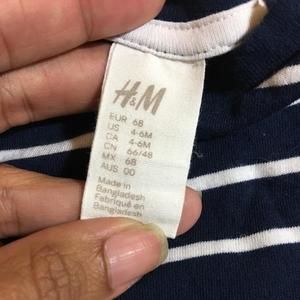 H&M
EUR 68
US 4-6M
CA 4-6M
CN 66/48
MX 68
AUS 00
Made in
Bangladesh
Fabriqué en
Bangladesh